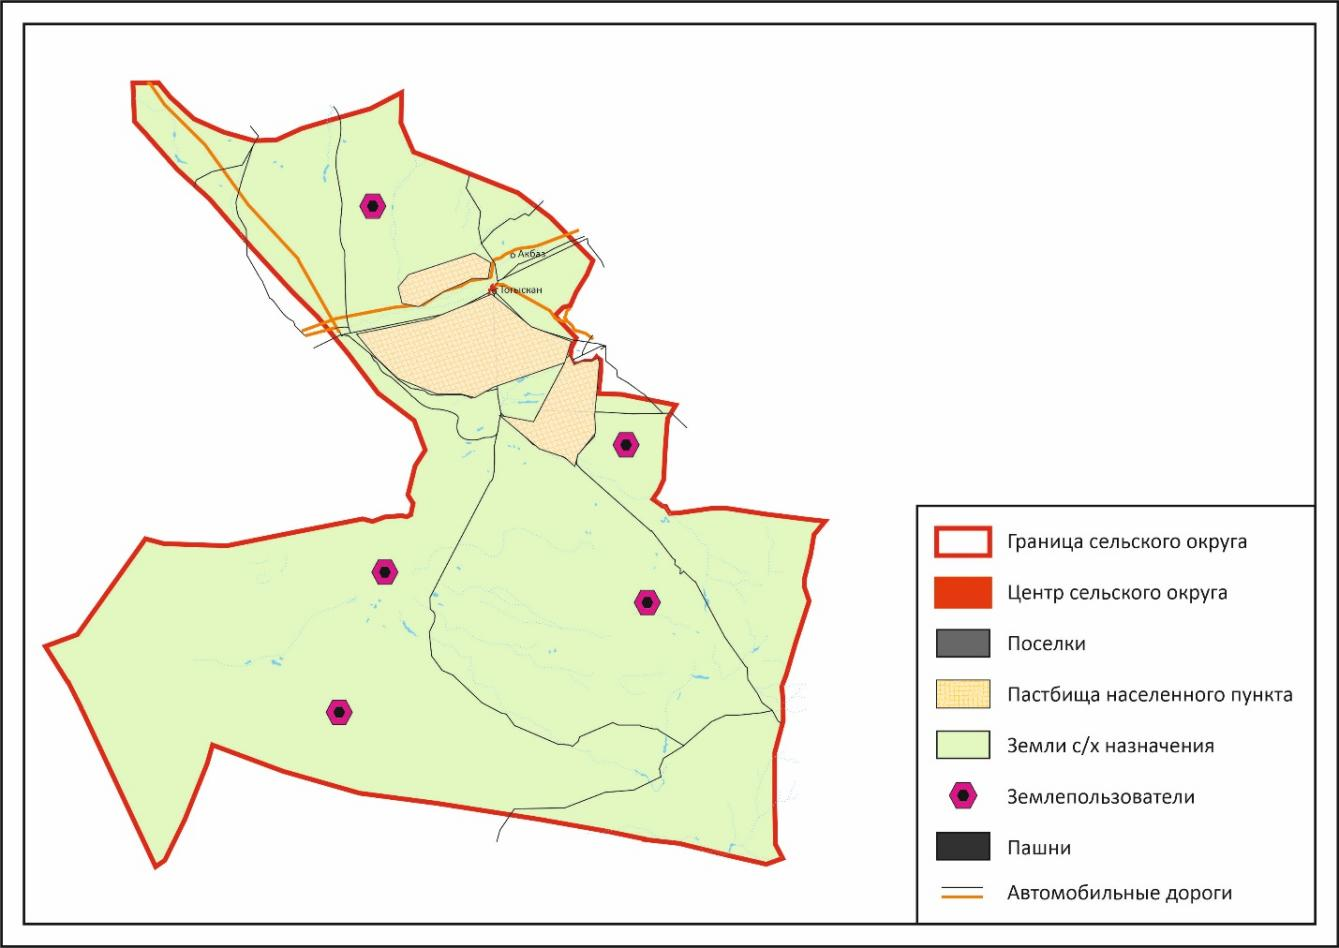 Акбаз
Тогыскан
Граница сельского округа
Центр сельского округа
Поселки
Пастбища населенного пункта
Земли с/х назначения
Землепользователи
Пашни
Автомобильные дороги